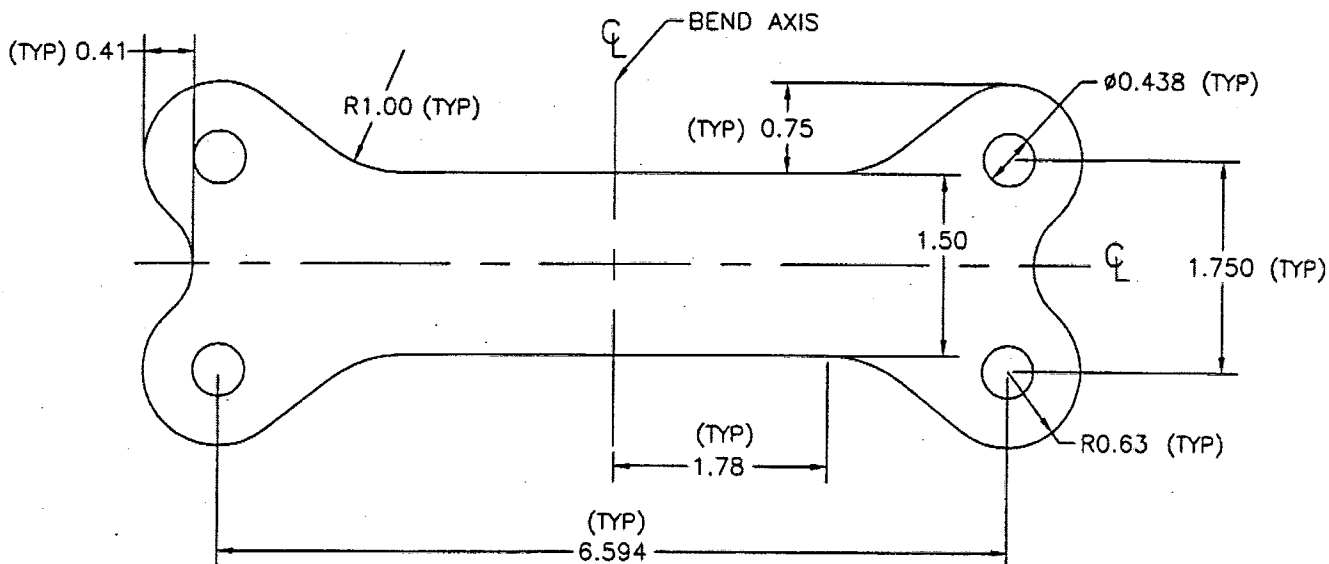 ℄
BEND AXIS
(TYP) 0.41
R1.00 (TYP)
(TYP) 0.75
ø0.438 (TYP)
1.50
℄
1.750 (TYP)
(TYP)
1.78
R0.63 (TYP)
(TYP)
6.594